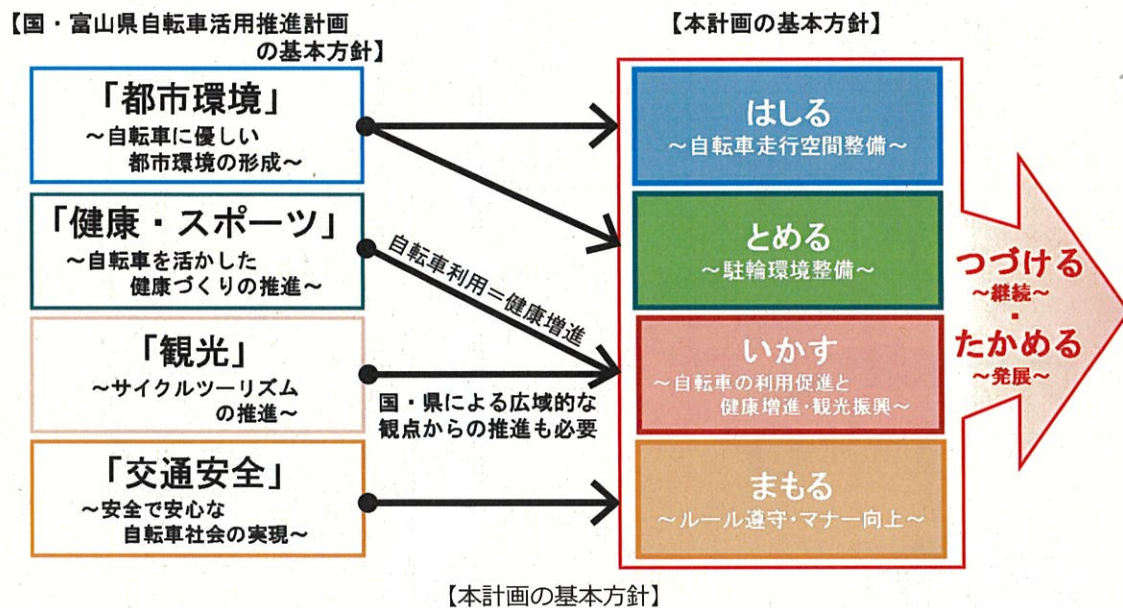 【国・富山県自転車活用推進計画
の基本方針】
「都市環境」
~自転車に優しい
都市環境の形成~
「健康・スポーツ」
~自転車を活かした
健康づくりの推進~
「観光」
~サイクルツーリズム
の推進~
「交通安全」
~安全で安心な
自転車社会の実現~
自転車利用=健康増進
国・県による広域的な
観点からの推進も必要
【本計画の基本方針】
はしる
~自転車走行空間整備~
とめる
~駐輪環境整備~
いかす
~自転車の利用促進と
健康増進・観光振興~
まもる
~ルール遵守・マナー向上~
つづける
~継続~
・
たかめる
~発展~
【本計画の基本方針】